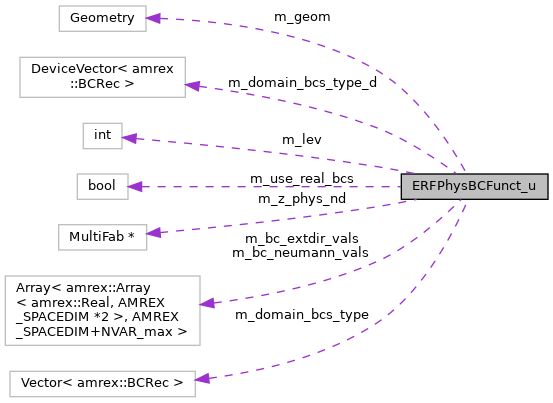 Geometry
m_geom
DeviceVector< amrex
::BCRec >
m_domain_bcs_type_d
int
m_lev
bool
m_use_real_bcs
ERFPhysBCFunct_u
m_z_phys_nd
MultiFab *
m_bc_extdir_vals
m_bc_neumann_vals
Array< amrex::Array
< amrex::Real, AMREX
_SPACEDIM *2 >, AMREX
_SPACEDIM+NVAR_max >
m_domain_bcs_type
Vector< amrex::BCRec >